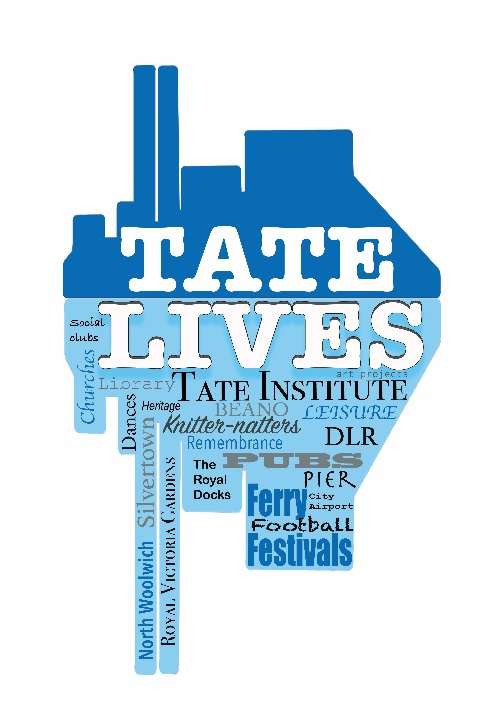 TATE
LIVES
Social
clubs
art projects
Churches
Library
TATE INSTITUTE
Dances
Heritage
BEANO
LEISURE
Knitter-natters
Silvertown
Remembrance
DLR
PUBS
The
Royal
Docks
PIER
Ferry
City
Airport
Football
Festivals
North Woolwich
ROYAL VICTORIA GARDENS